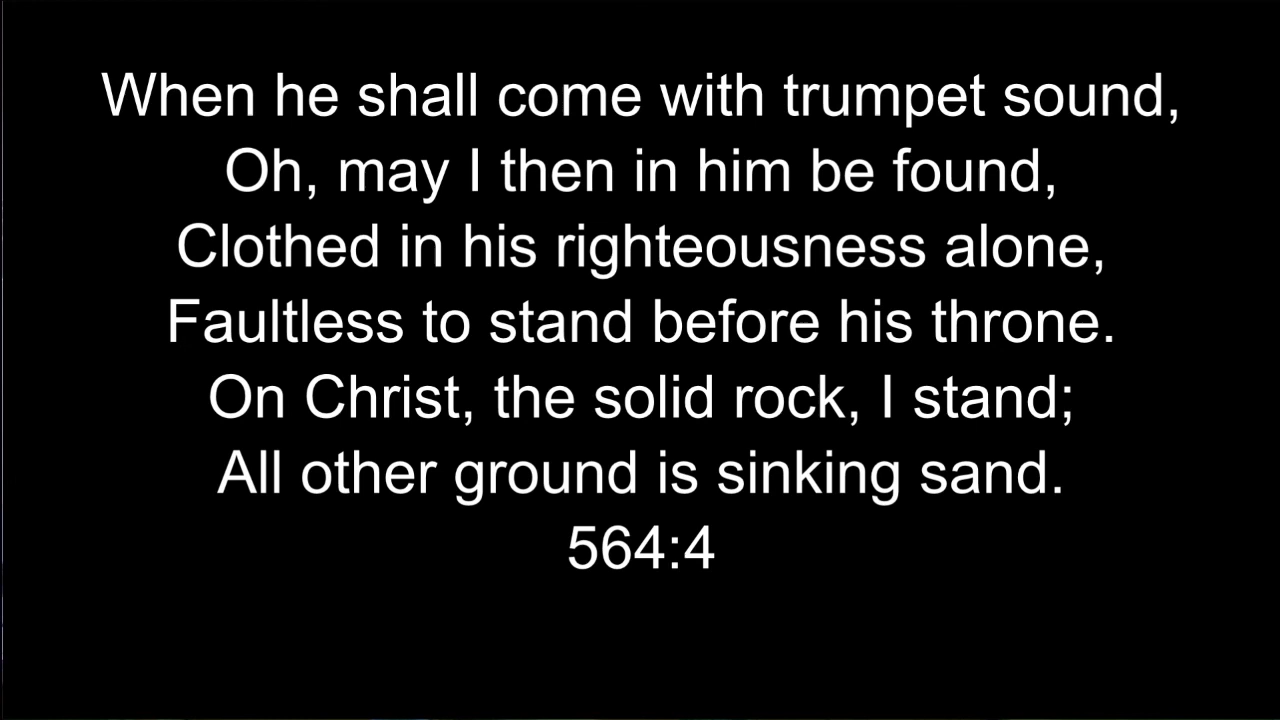 When he shall come with trumpet sound,
Oh, may I then in him be found,
Clothed in his righteousness alone,
Faultless to stand before his throne.
On Christ, the solid rock, I stand;
All other ground is sinking sand.
564:4